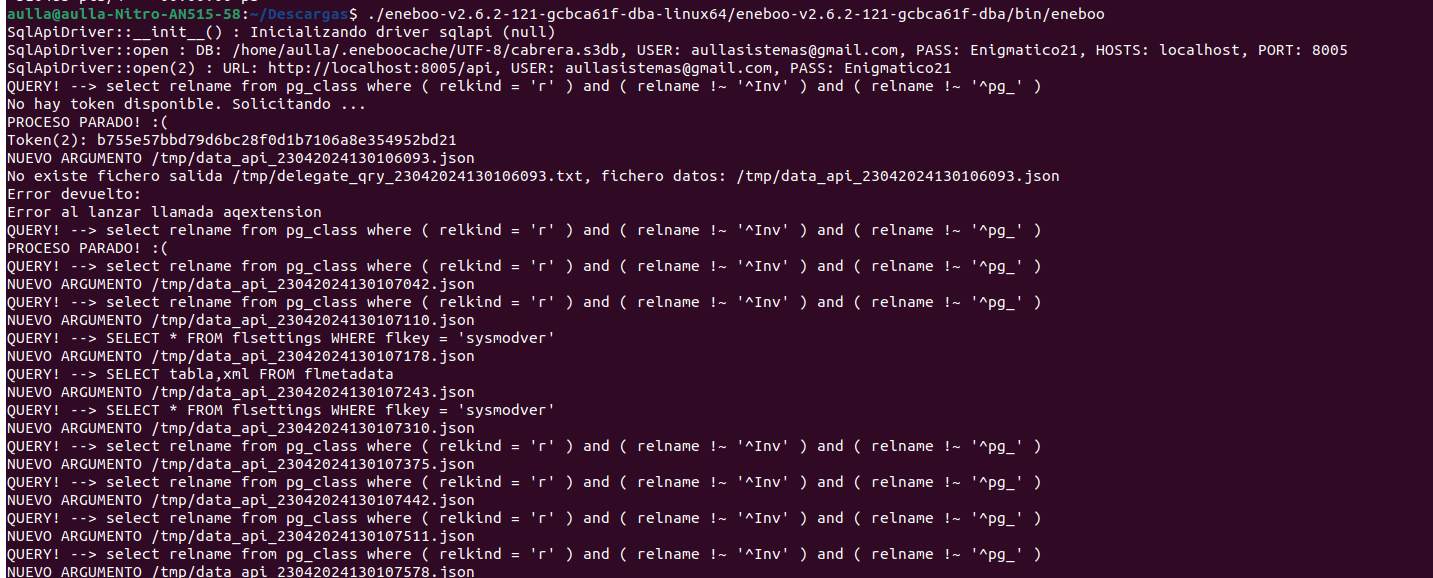 aulla@aulla-Nitro-AN515-58:~/Descargas$ ./eneboo-v2.6.2-121-gcbca61f-dba-linux64/eneboo-v2.6.2-121-gcbca61f-dba/bin/eneboo
SqlApiDriver::__init__() : Inicializando driver sqlapi (null)
SqlApiDriver::open : DB: /home/aulla/.eneboocache/UTF-8/cabrera.s3db, USER: aullasistemas@gmail.com, PASS: Enigmatico21, HOSTS: localhost, PORT: 8005
SqlApiDriver::open(2) : URL: http://localhost:8005/api, USER: aullasistemas@gmail.com, PASS: Enigmatico21
QUERY! --> select relname from pg_class where ( relkind = 'r' ) and ( relname !~ '^Inv' ) and ( relname !~ '^pg_' )
No hay token disponible. Solicitando ...
PROCESO PARADO! :(
Token(2): b755e57bbd79d6bc28f0d1b7106a8e354952bd21
NUEVO ARGUMENTO /tmp/data_api_23042024130106093.json
No existe fichero salida /tmp/delegate_qry_23042024130106093.txt, fichero datos: /tmp/data_api_23042024130106093.json
Error devuelto:
Error al lanzar llamada aqextension
QUERY! --> select relname from pg_class where ( relkind = 'r' ) and ( relname !~ '^Inv' ) and ( relname !~ '^pg_' )
PROCESO PARADO! :(
QUERY! --> select relname from pg_class where ( relkind = 'r' ) and ( relname !~ '^Inv' ) and ( relname !~ '^pg_' )
NUEVO ARGUMENTO /tmp/data_api_23042024130107042.json
QUERY! --> select relname from pg_class where ( relkind = 'r' ) and ( relname !~ '^Inv' ) and ( relname !~ '^pg_' )
NUEVO ARGUMENTO /tmp/data_api_23042024130107110.json
QUERY! --> SELECT * FROM flsettings WHERE flkey = 'sysmodver'
NUEVO ARGUMENTO /tmp/data_api_23042024130107178.json
QUERY! --> SELECT tabla,xml FROM flmetadata
NUEVO ARGUMENTO /tmp/data_api_23042024130107243.json
QUERY! --> SELECT * FROM flsettings WHERE flkey = 'sysmodver'
NUEVO ARGUMENTO /tmp/data_api_23042024130107310.json
QUERY! --> select relname from pg_class where ( relkind = 'r' ) and ( relname !~ '^Inv' ) and ( relname !~ '^pg_' )
NUEVO ARGUMENTO /tmp/data_api_23042024130107375.json
QUERY! --> select relname from pg_class where ( relkind = 'r' ) and ( relname !~ '^Inv' ) and ( relname !~ '^pg_' )
NUEVO ARGUMENTO /tmp/data_api_23042024130107442.json
QUERY! --> select relname from pg_class where ( relkind = 'r' ) and ( relname !~ '^Inv' ) and ( relname !~ '^pg_' )
NUEVO ARGUMENTO /tmp/data_api_23042024130107511.json
QUERY! --> select relname from pg_class where ( relkind = 'r' ) and ( relname !~ '^Inv' ) and ( relname !~ '^pg_' )
NUEVO ARGUMENTO /tmp/data_api_23042024130107578.json